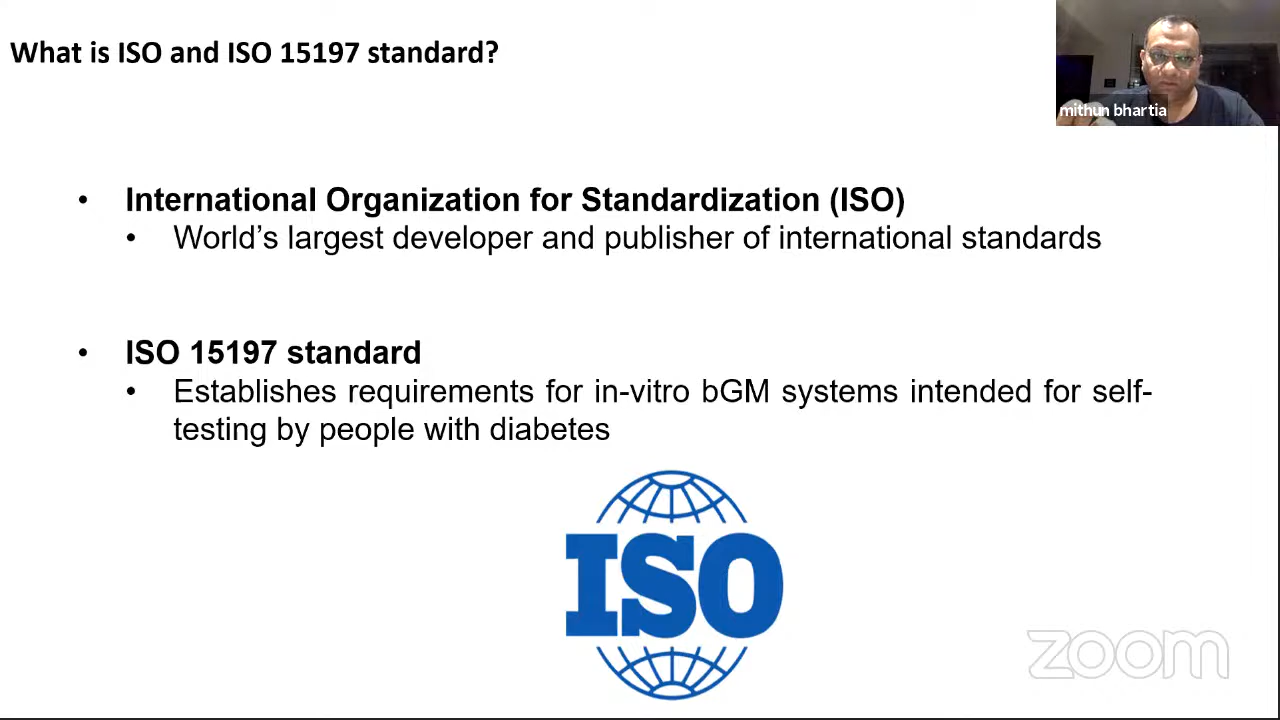 What is ISO and ISO 15197 standard?
mithun bhartia
• International Organization for Standardization (ISO)
• World’s largest developer and publisher of international standards
• ISO 15197 standard
• Establishes requirements for in-vitro bGM systems intended for self-
testing by people with diabetes
ISO
zoom